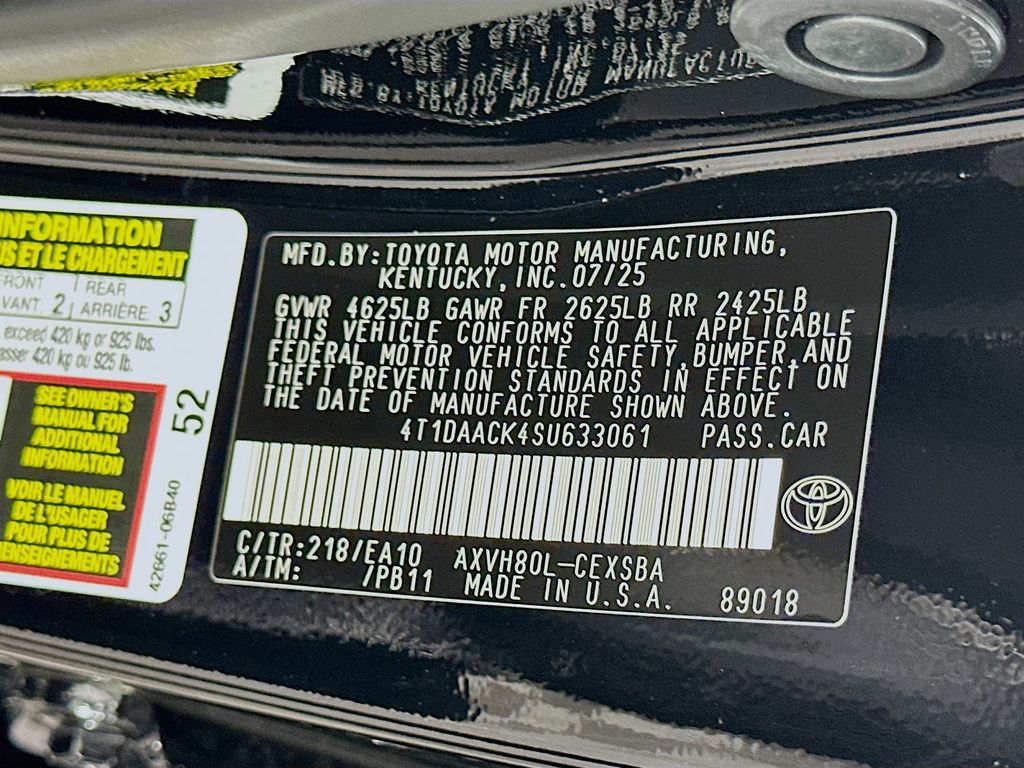 MFD.BY:TOYOTA MOTOR MANUFACTURING,
KENTUCKY, INC. 07/25
GVWR 4625LB GAWR FR 2625LB RR 2425LB
THIS VEHICLE CONFORMS TO ALL APPLICABLE
FEDERAL MOTOR VEHICLE SAFETY,BUMPER,AND
THEFT PREVENTION STANDARDS IN EFFECT ON
THE DATE OF MANUFACTURE SHOWN ABOVE.
4T1DAACK4SU633061 PASS.CAR
C/TR:218/EA10 AXVH80L-CEXSBA
A/TM: /PB11 MADE IN U.S.A. 89018
INFORMATION
ET LE CHARGEMENT
FRONT REAR
AVANT: 2 ARRIÈRE: 3
exceed 420 kg or 925 lbs.
420 kg ou 925 lb.
SEE OWNER'S
MANUAL FOR
ADDITIONAL
INFORMATION
VOIR LE MANUEL
DE L'USAGER
POUR PLUS DE
RENSEIGNEMENTS
52
42661-06B40